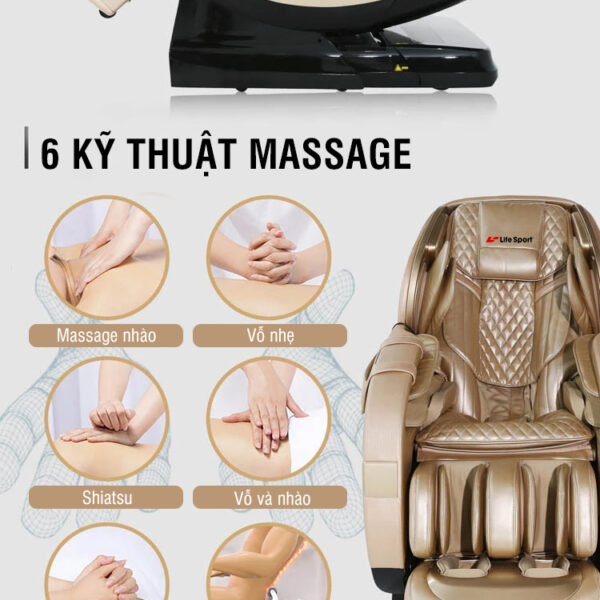 6 KỸ THUẬT MASSAGE
Life Sport
Massage nhào
Vỗ nhẹ
Shiatsu
Vỗ và nhào